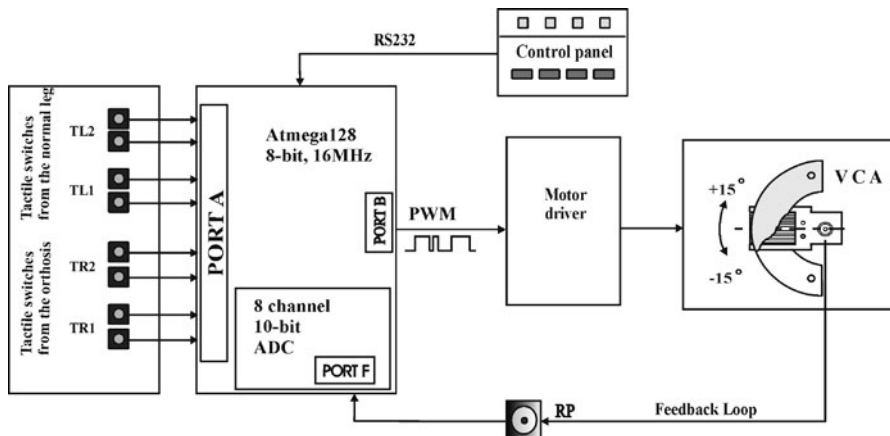 RS232
Control panel
Tactile switches
from the normal leg
TL2
TL1
Tactile switches
from the orthosis
TR2
TR1
PORT A
Atmega128
8-bit, 16MHz
PORT B
8 channel
10-bit
ADC
PORT F
PWM
Motor
driver
VCA
+15°
-15°
RP
Feedback Loop